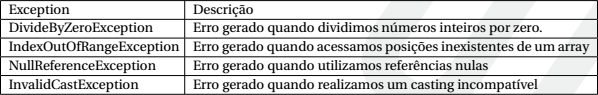 Exception Descrição
DivideByZeroException Erro gerado quando dividimos números inteiros por zero.
IndexOutOfRangeException Erro gerado quando acessamos posições inexistentes de um array
NullReferenceException Erro gerado quando utilizamos referências nulas
InvalidCastException Erro gerado quando realizamos um casting incompatível